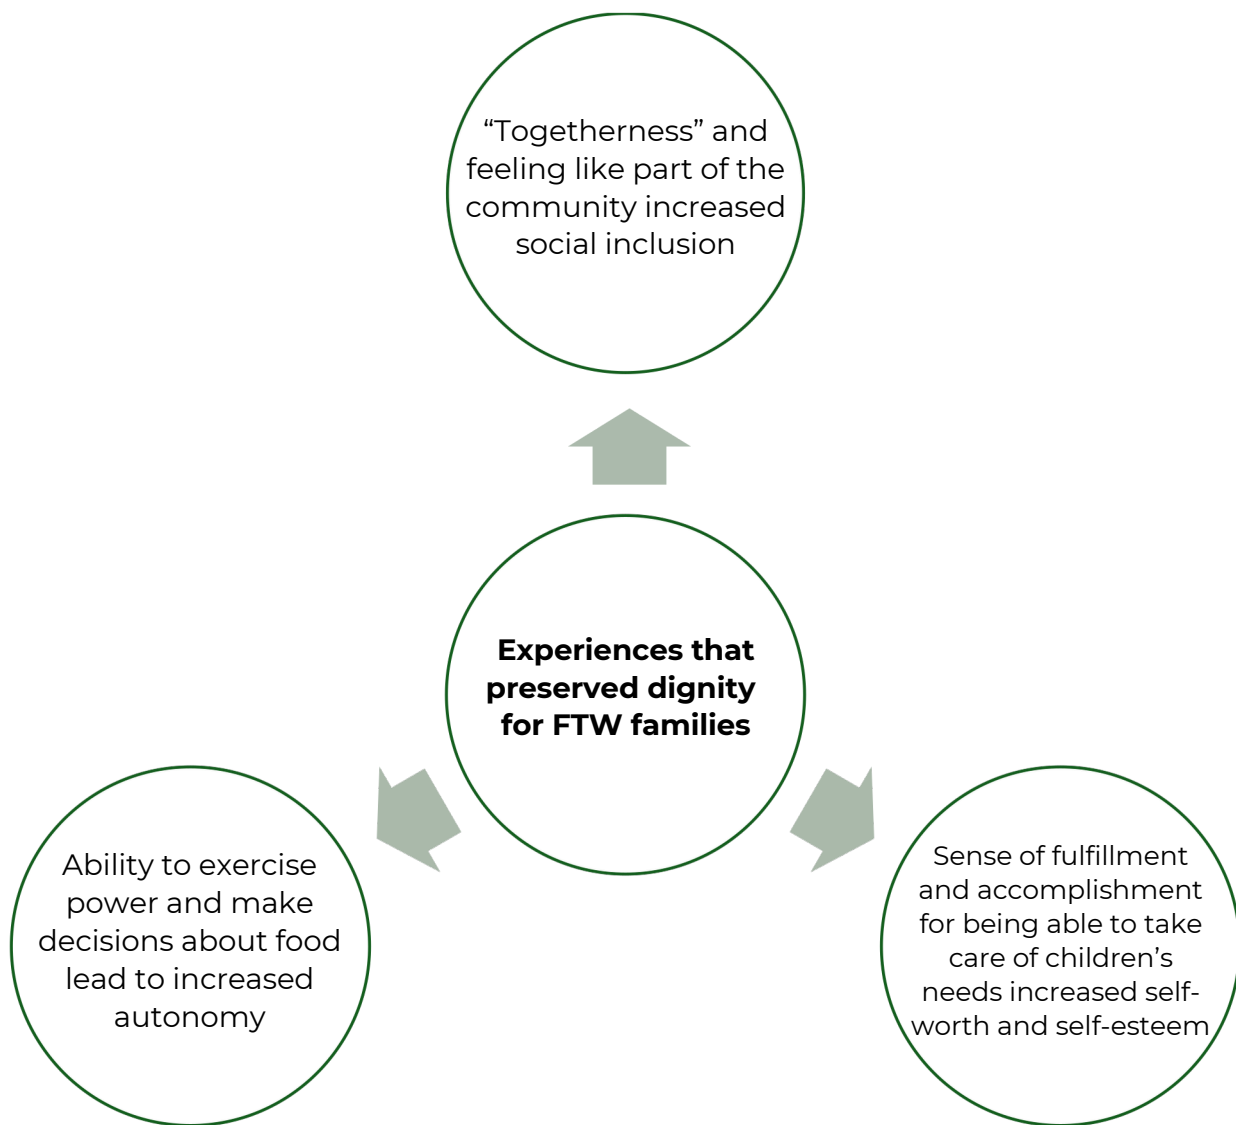 “Togetherness” and
feeling like part of the
community increased
social inclusion
Experiences that
preserved dignity
for FTW families
Ability to exercise
power and make
decisions about food
lead to increased
autonomy
Sense of fulfillment
and accomplishment
for being able to take
care of children’s
needs increased self-
worth and self-esteem